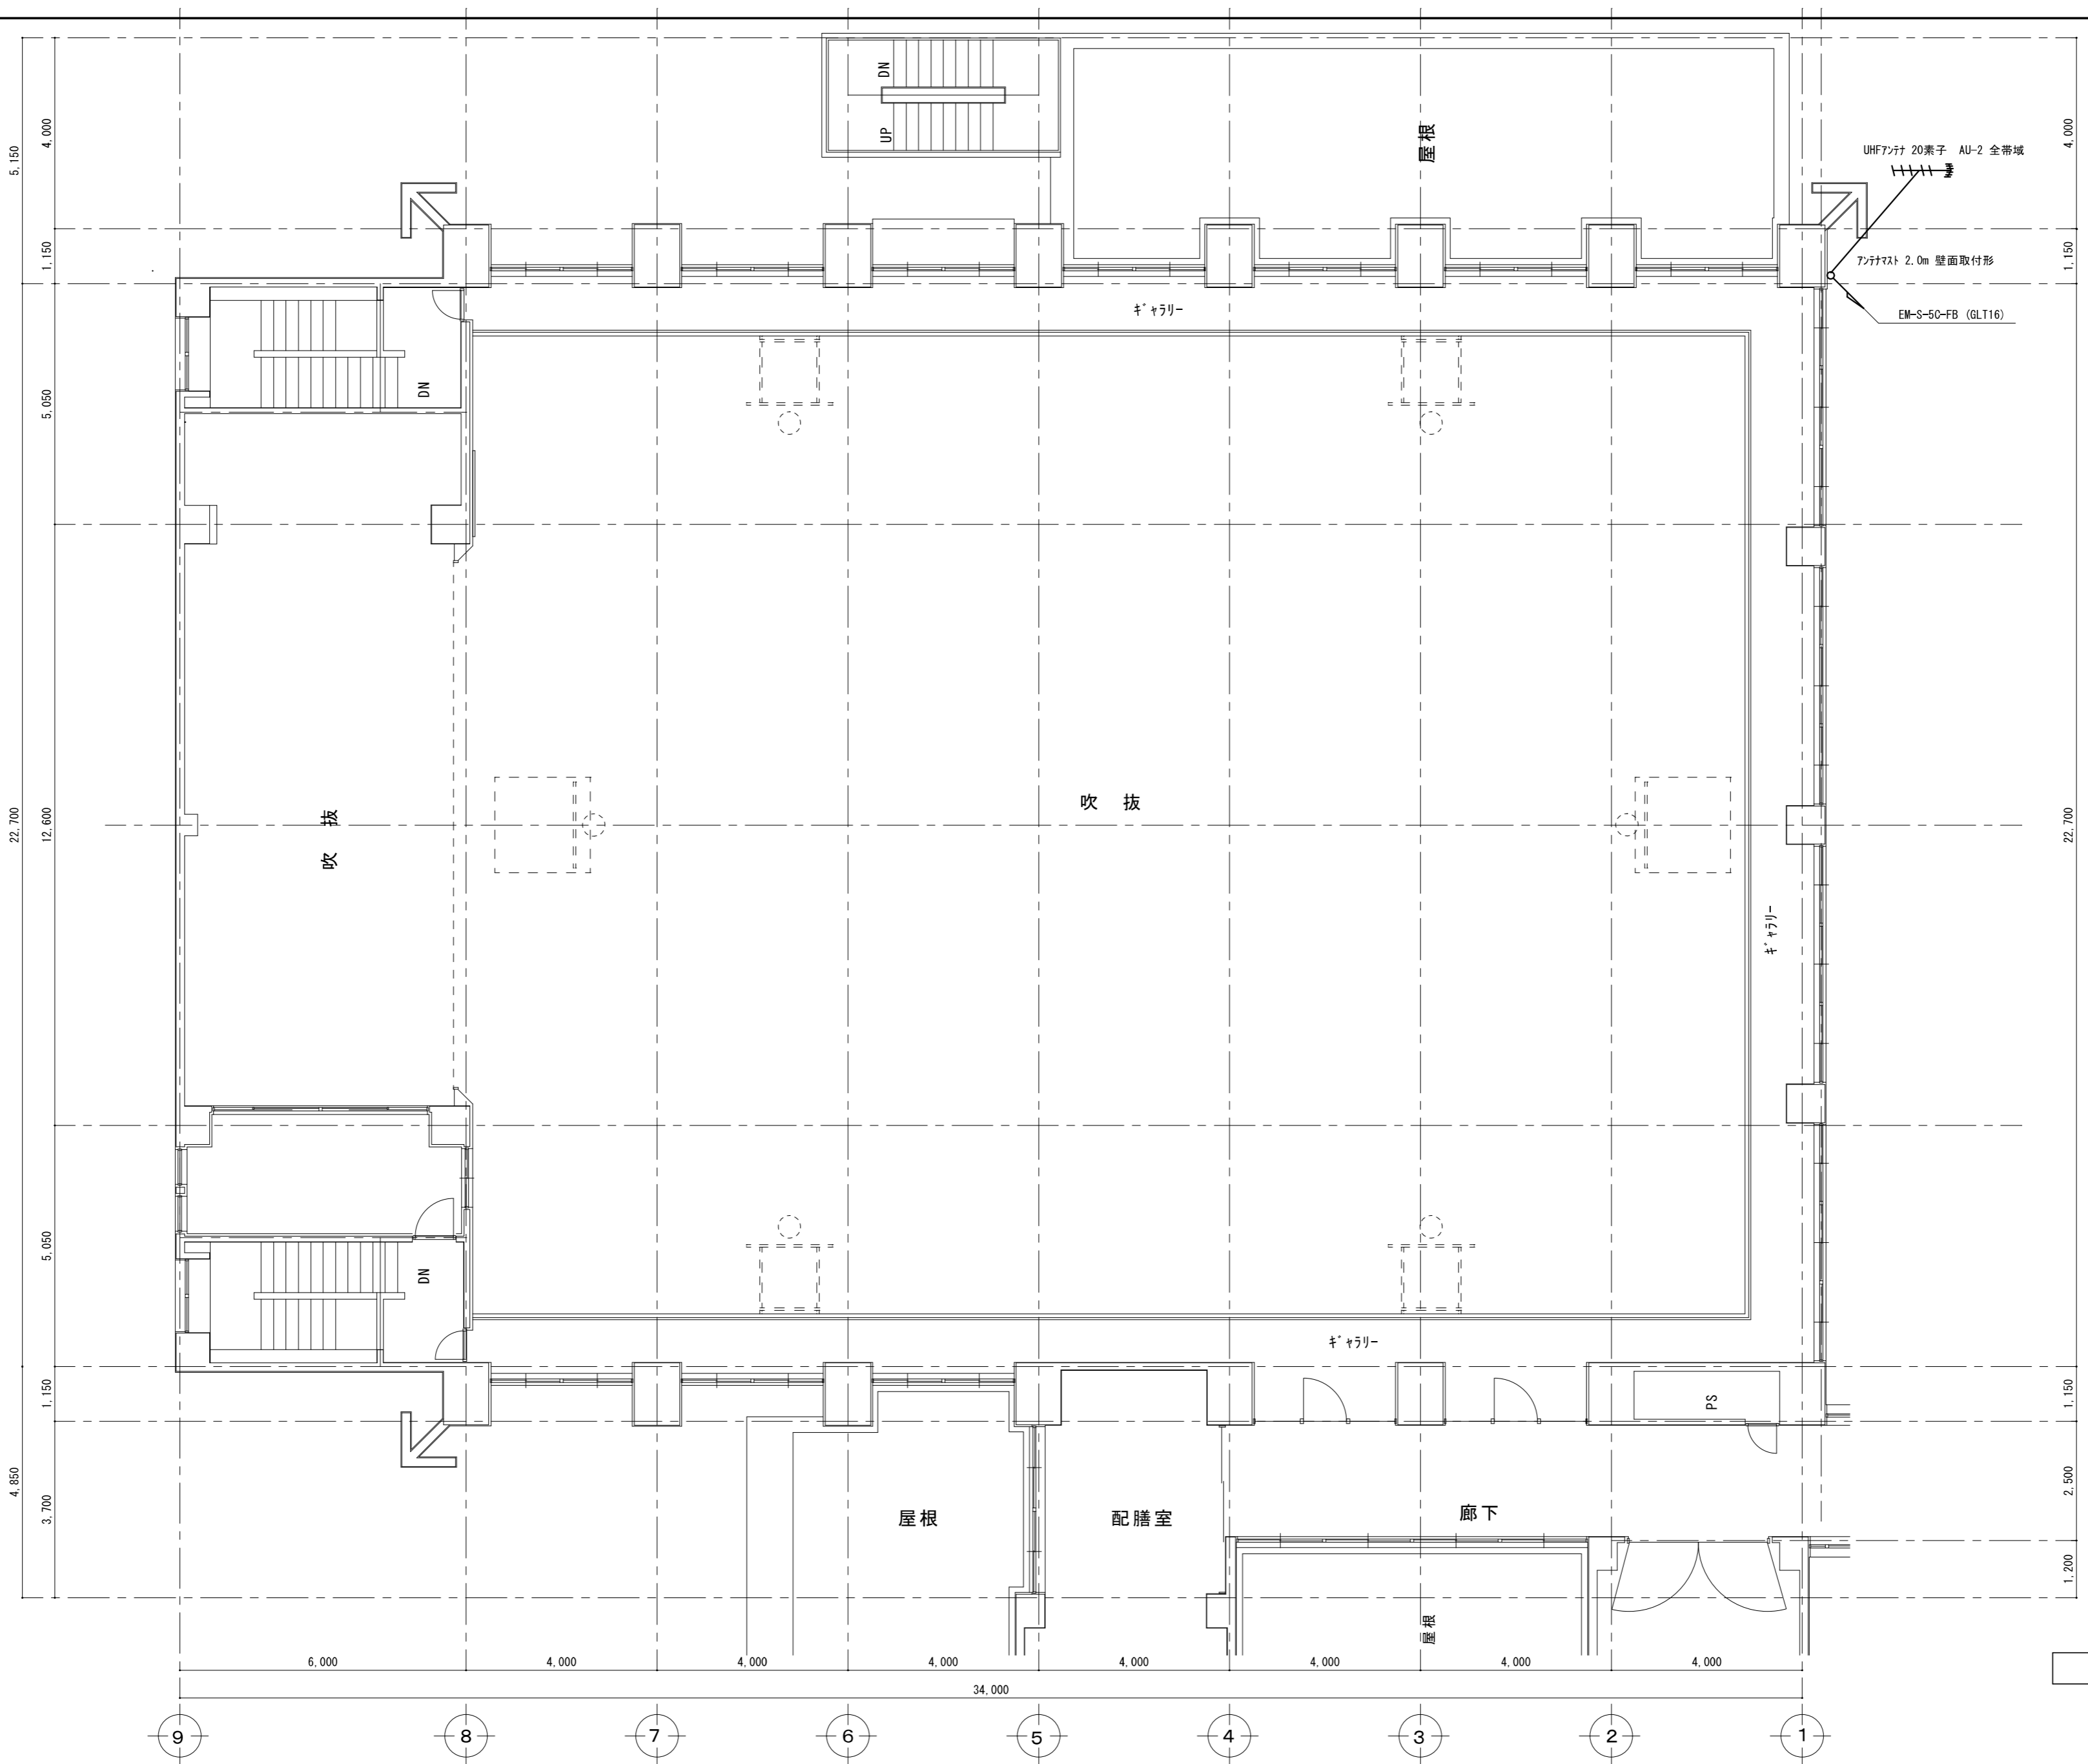 DN
UP
屋根
UHFアンテナ 20素子 AU-2 全帯域
アンテナマスト 2.0m 壁面取付形
EM-S-5C-FB (GLT16)
5,150
4,000
1,150
4,000
1,150
ギャラリー
DN
5,050
22,700
12,600
吹抜
吹 抜
22,700
ギャラリー
5,050
DN
ギャラリー
PS
1,150
4,850
3,700
1,150
2,500
1,200
屋根
配膳室
廊下
屋根
6,000
4,000
4,000
4,000
4,000
4,000
4,000
4,000
34,000
9
8
7
6
5
4
3
2
1